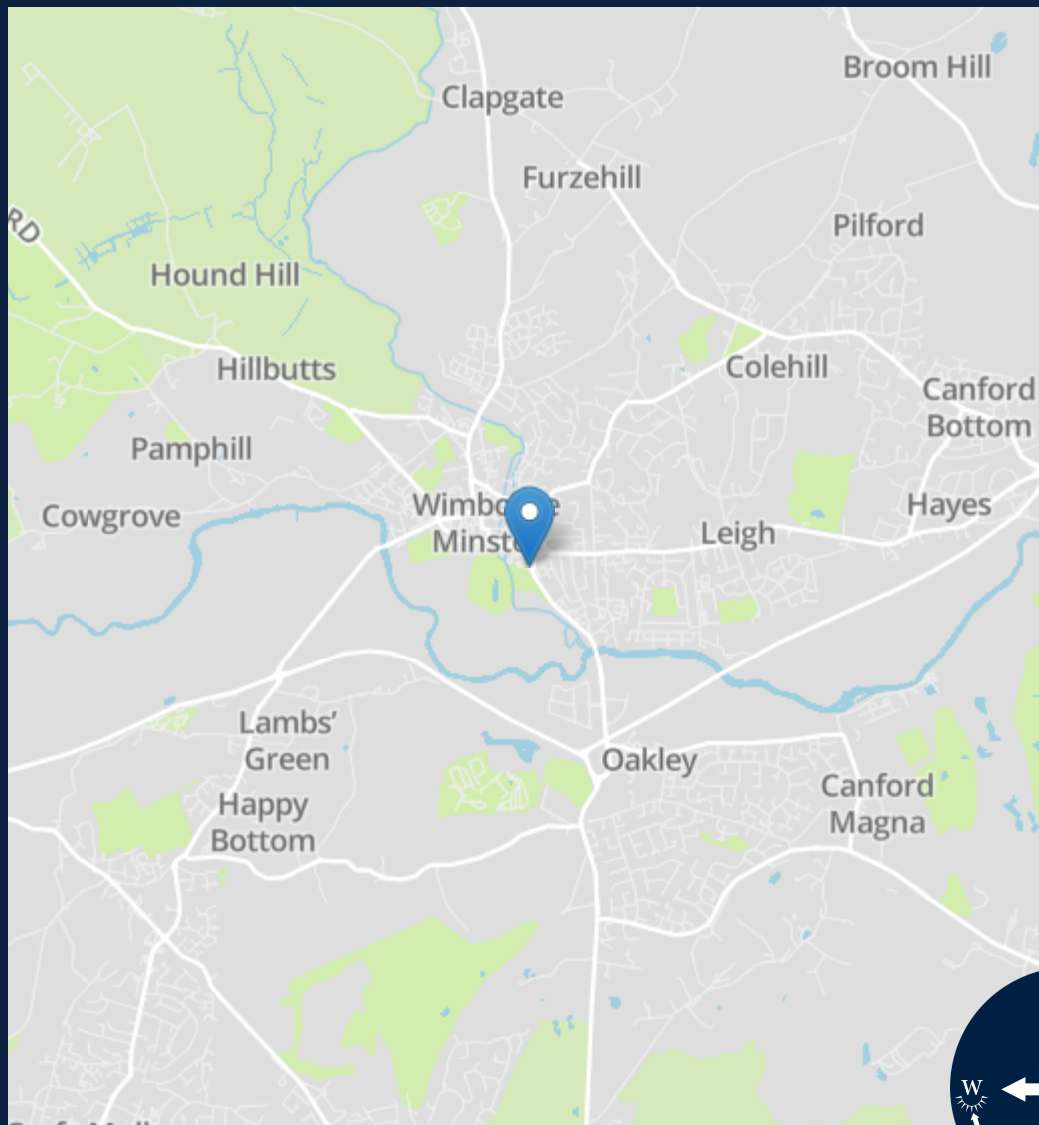 Clapgate
Broom Hill
Furzehill
Pilford
RD
Hound Hill
Hillbutts
Colehill
Canford
Bottom
Pamphill
Cowgrove
Hayes
Leigh
Lambs’
Green
Oakley
Happy
Bottom
Canford
Magna
W